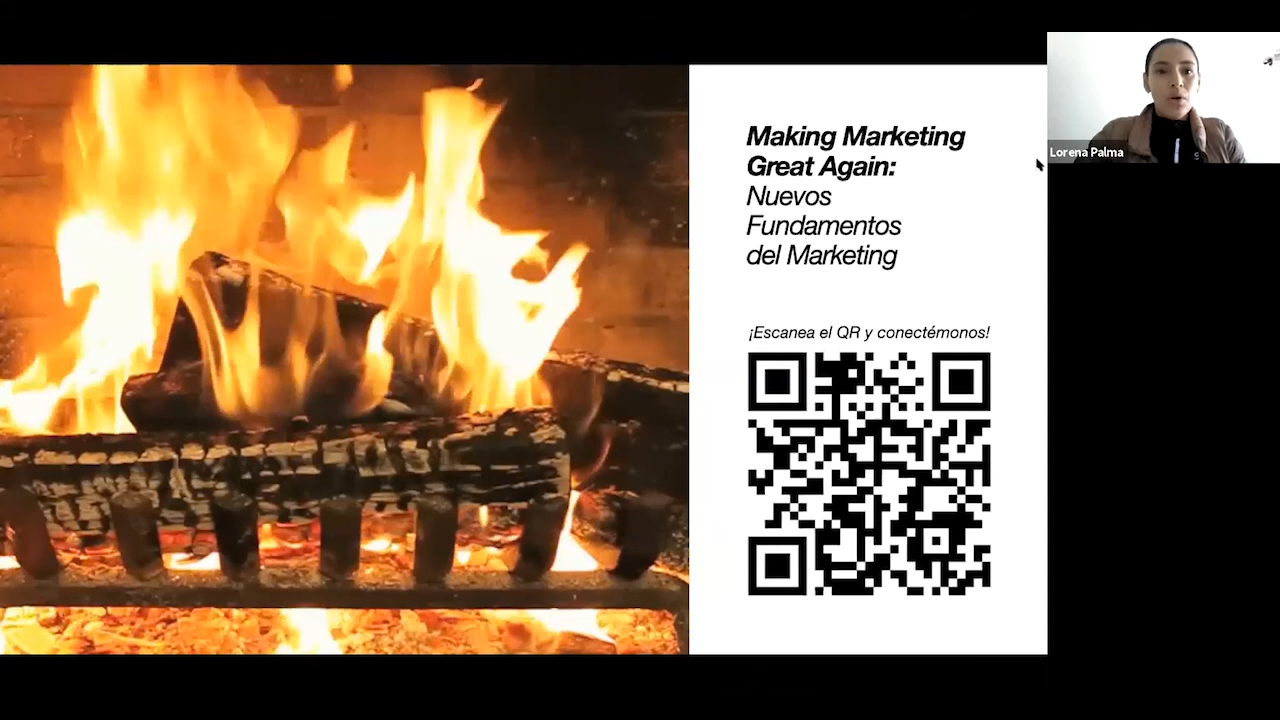 Making Marketing
Great Again:
Nuevos
Fundamentos
del Marketing
¡Escanea el QR y conectémonos!
Lorena Palma